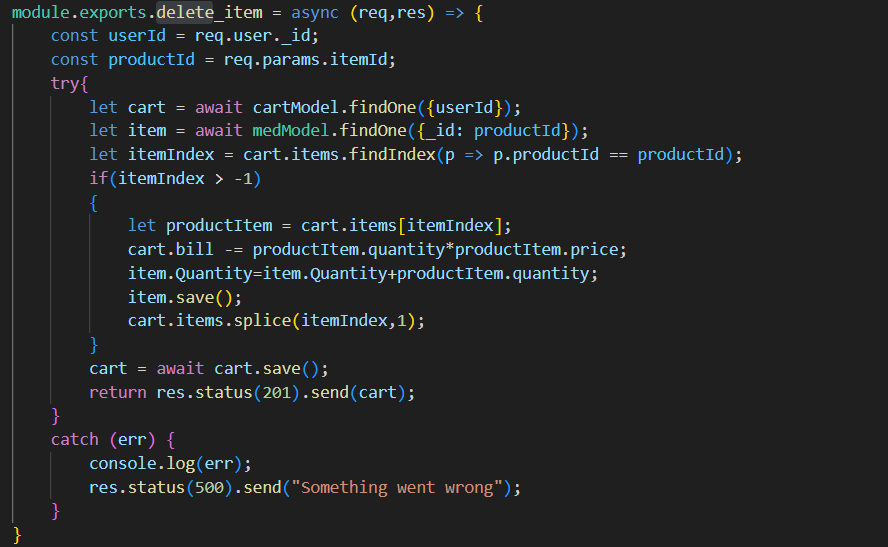 module.exports.delete_item = async (req,res) => {
    const userId = req.user._id;
    const productId = req.params.itemId;
    try{
        let cart = await cartModel.findOne({userId});
        let item = await medModel.findOne({_id: productId});
        let itemIndex = cart.items.findIndex(p => p.productId == productId);
        if(itemIndex > -1)
        {
            let productItem = cart.items[itemIndex];
            cart.bill -= productItem.quantity*productItem.price;
            item.Quantity=item.Quantity+productItem.quantity;
            item.save();
            cart.items.splice(itemIndex,1);
        }
        cart = await cart.save();
        return res.status(201).send(cart);
    }
    catch (err) {
        console.log(err);
        res.status(500).send("Something went wrong");
    }
}